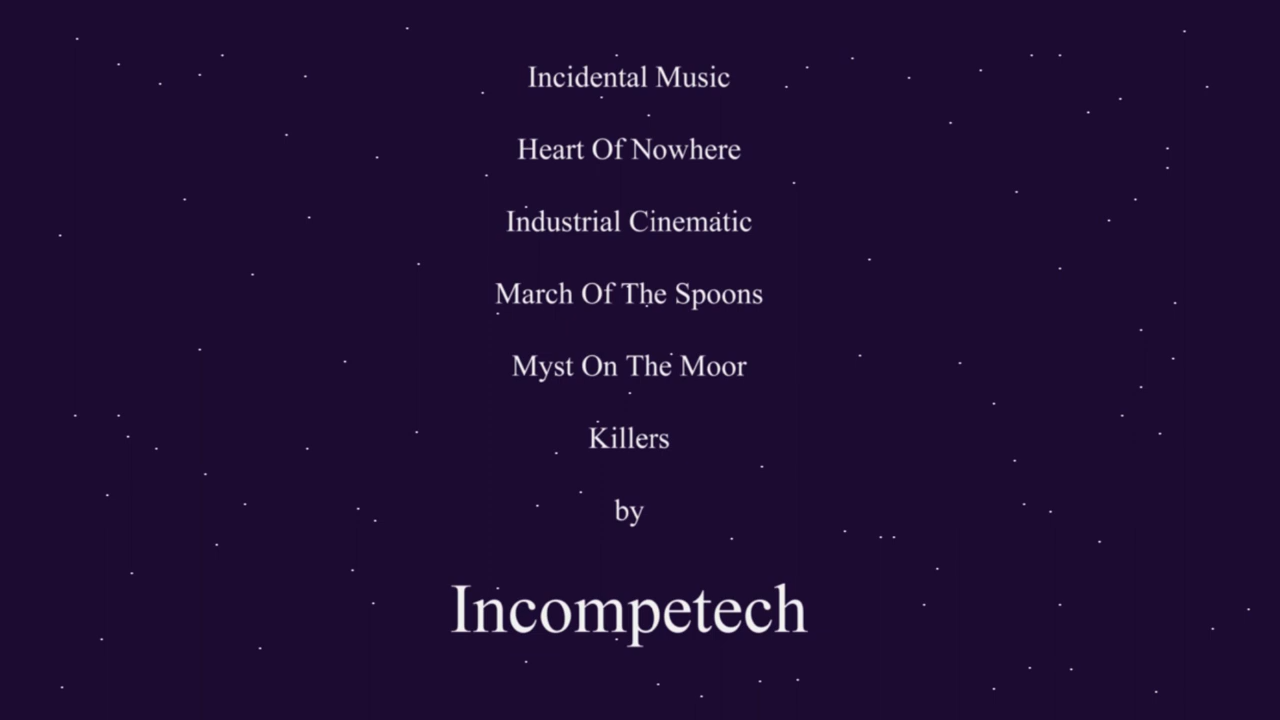 Incidental Music
Heart Of Nowhere
Industrial Cinematic
March Of The Spoons
Myst On The Moor
Killers
by
Incompetech